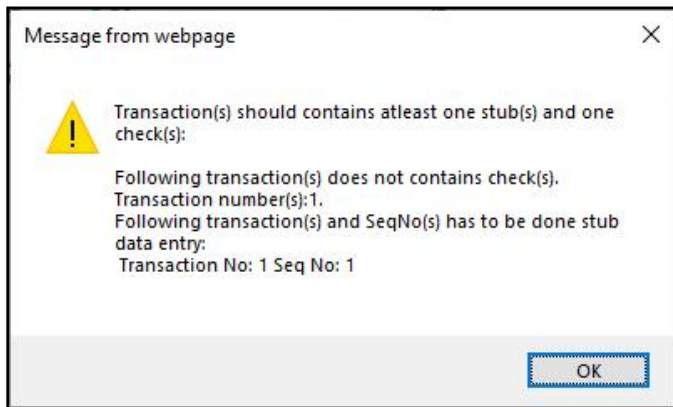 Message from webpage
Transaction(s) should contains atleast one stub(s) and one
check(s):
Following transaction(s) does not contains check(s).
Transaction number(s):1.
Following transaction(s) and SeqNo(s) has to be done stub
data entry:
Transaction No: 1 Seq No: 1
OK